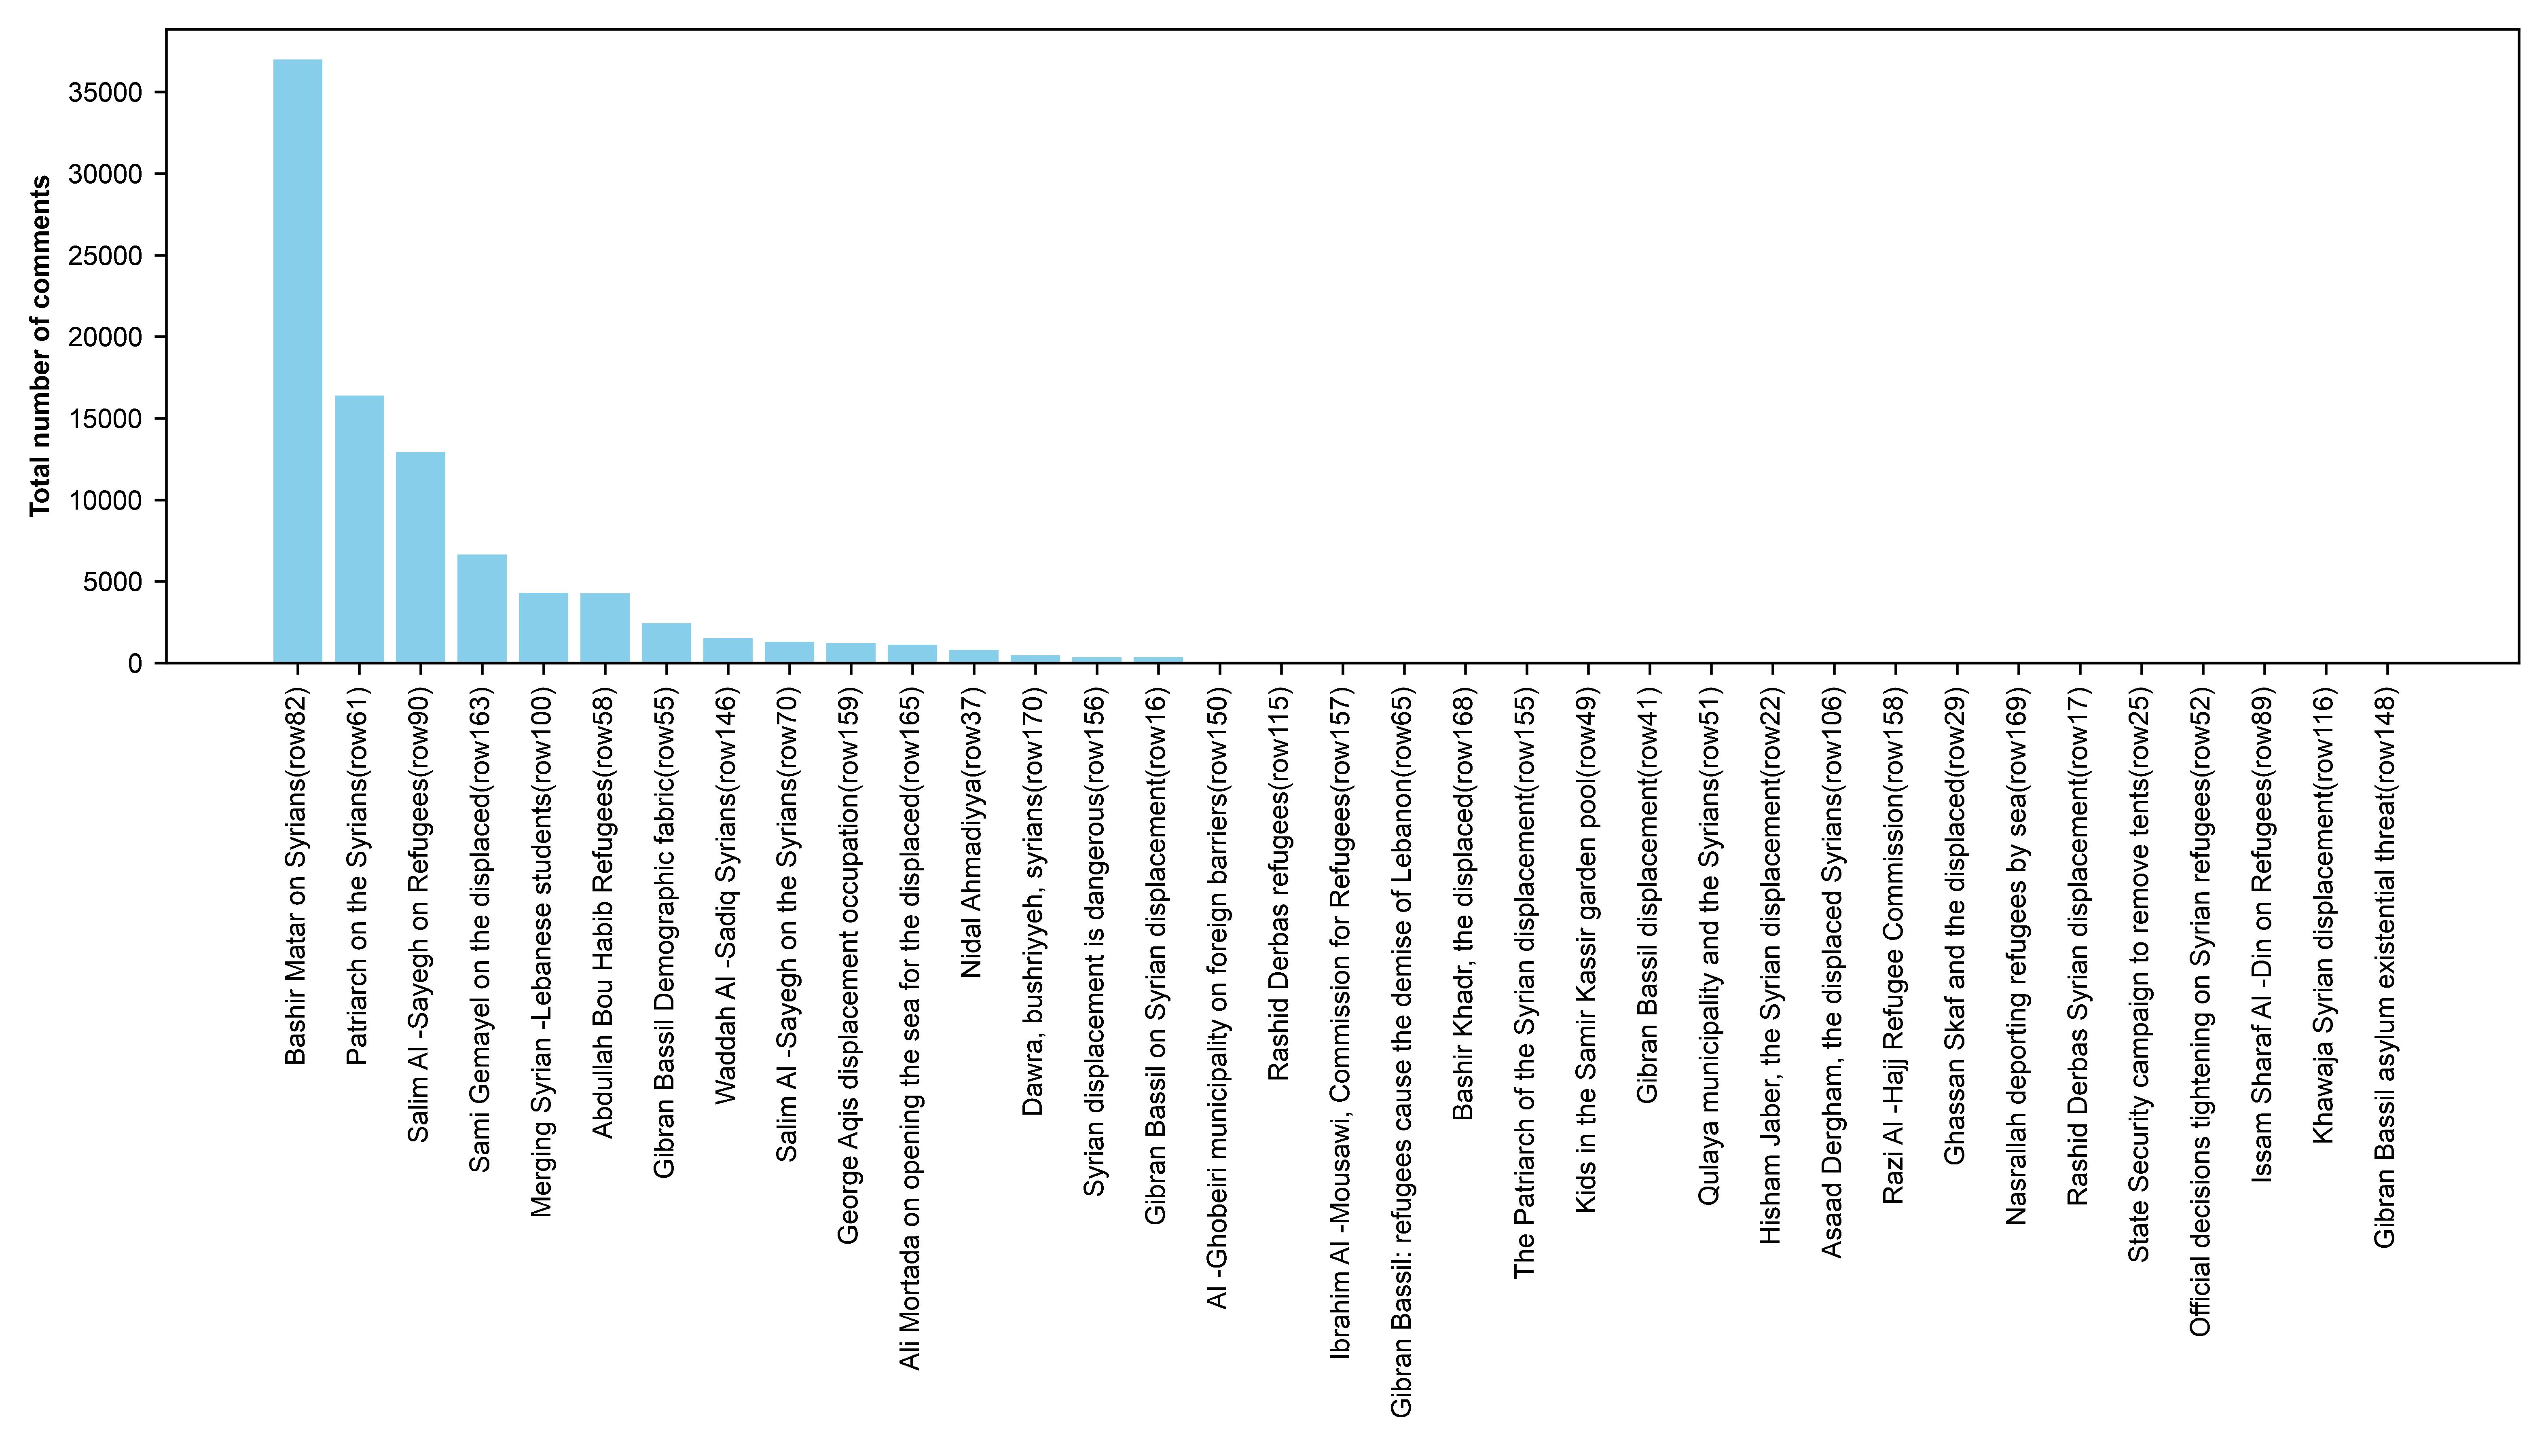 Total number of comments
35000
30000
25000
20000
15000
10000
5000
0
Bashir Matar on Syrians(row82)
Patriarch on the Syrians(row61)
Salim Al -Sayegh on Refugees(row90)
Sami Gemayel on the displaced(row163)
Merging Syrian -Lebanese students(row100)
Abdullah Bou Habib Refugees(row58)
Gibran Bassil Demographic fabric(row55)
Waddah Al -Sadiq Syrians(row146)
Salim Al -Sayegh on the Syrians(row70)
George Aqis displacement occupation(row159)
Ali Mortada on opening the sea for the displaced(row165)
Nidal Ahmadiyya(row37)
Dawra, bushriyyeh, syrians(row170)
Syrian displacement is dangerous(row156)
Gibran Bassil on Syrian displacement(row16)
Al -Ghobeiri municipality on foreign barriers(row150)
Rashid Derbas refugees(row115)
Ibrahim Al -Mousawi, Commission for Refugees(row157)
Gibran Bassil: refugees cause the demise of Lebanon(row65)
Bashir Khadr, the displaced(row168)
The Patriarch of the Syrian displacement(row155)
Kids in the Samir Kassir garden pool(row49)
Gibran Bassil displacement(row41)
Qulaya municipality and the Syrians(row51)
Hisham Jaber, the Syrian displacement(row22)
Asaad Dergham, the displaced Syrians(row106)
Razi Al -Hajj Refugee Commission(row158)
Ghassan Skaf and the displaced(row29)
Nasrallah deporting refugees by sea(row169)
Rashid Derbas Syrian displacement(row17)
State Security campaign to remove tents(row25)
Official decisions tightening on Syrian refugees(row52)
Issam Sharaf Al -Din on Refugees(row89)
Khawaja Syrian displacement(row116)
Gibran Bassil asylum existential threat(row148)